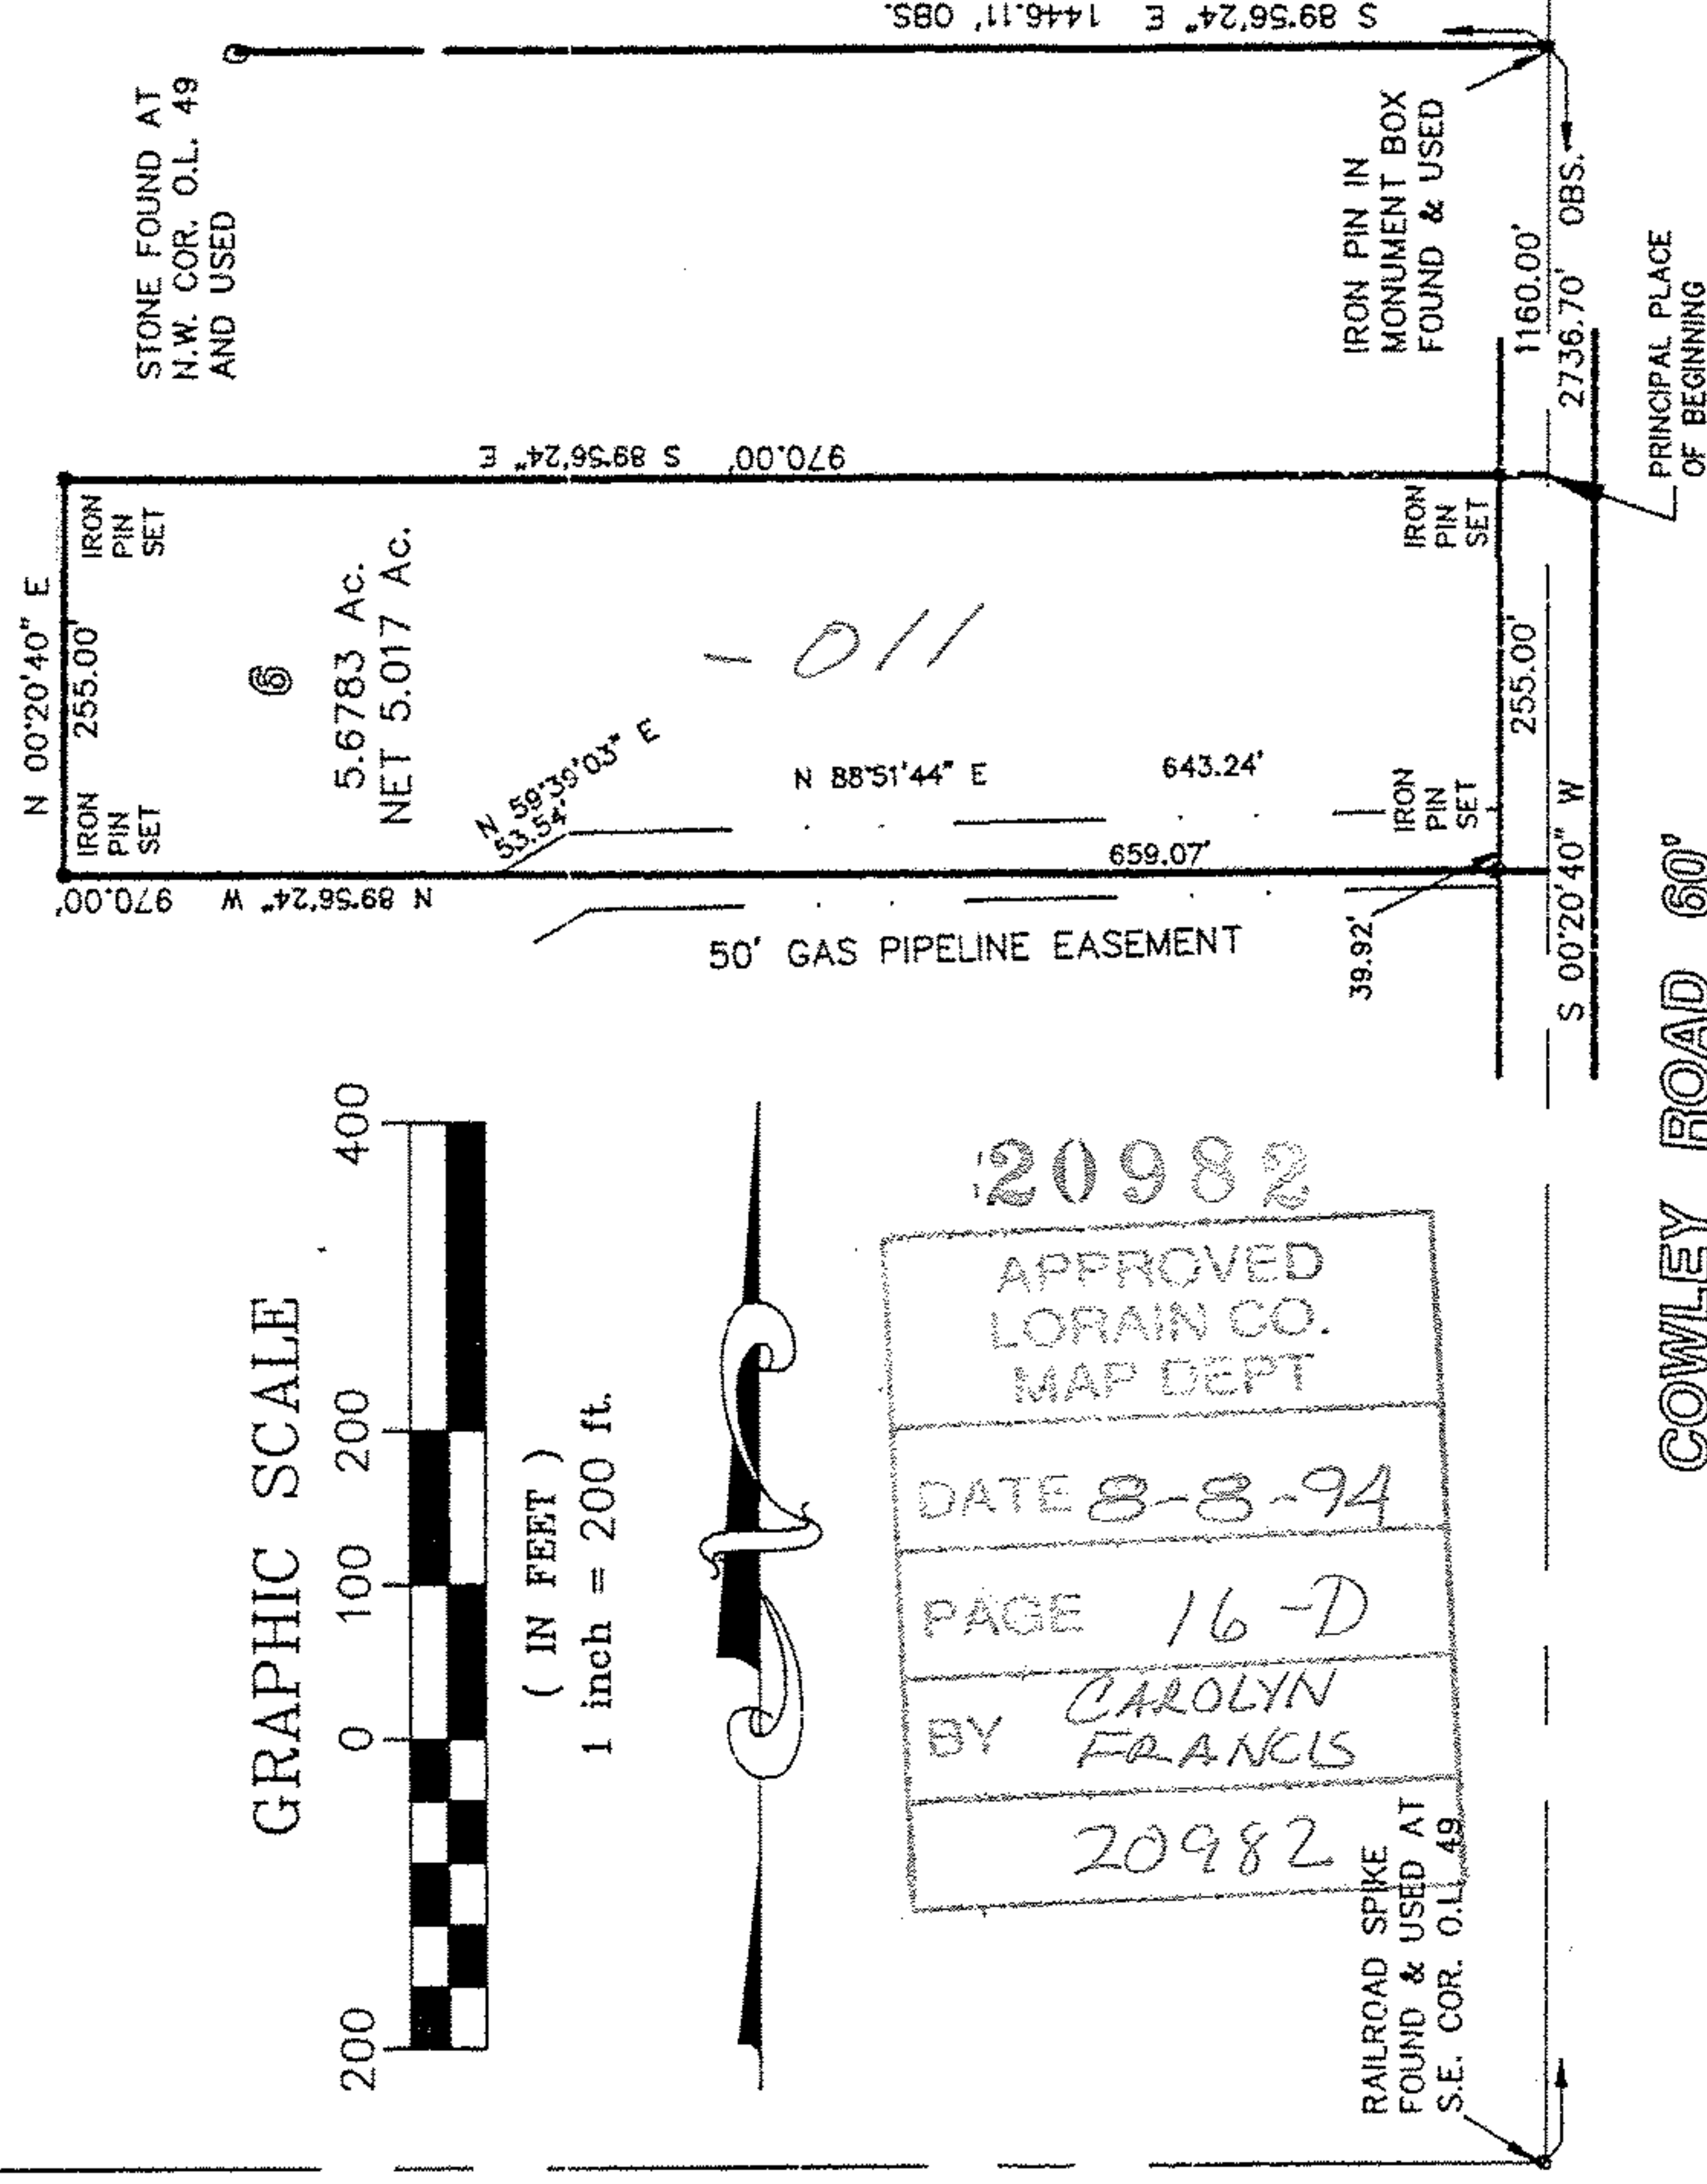 S 89°56'24" E 1446.11' OBS.
STONE FOUND AT
N.W. COR. O.L. 49
AND USED
IRON PIN IN
MONUMENT BOX
FOUND & USED
1160.00'
2736.70' OBS.
PRINCIPAL PLACE
OF BEGINNING
S 89°56'24" E 970.00'
N 00°20'40" E
255.00'
IRON
PIN
SET
IRON
PIN
SET
6
5.6783 Ac.
NET 5.017 Ac.
- 011
N 59°39'03" E
53.54'
N 88°51'44" E 643.24'
659.07'
N 89°56'24" W 970.00'
IRON
PIN
SET
IRON
PIN
SET
255.00'
S 00°20'40" W
39.92'
50' GAS PIPELINE EASEMENT
COWLEY ROAD 60'
GRAPHIC SCALE
200 0 100 200 400
( IN FEET )
1 inch = 200 ft.
20982
APPROVED
LORAIN CO.
MAP DEPT
DATE 8-8-94
PAGE 16-D
BY CAROLYN
FRANCIS
20982
RAILROAD SPIKE
FOUND & USED AT
S.E. COR. O.L. 49